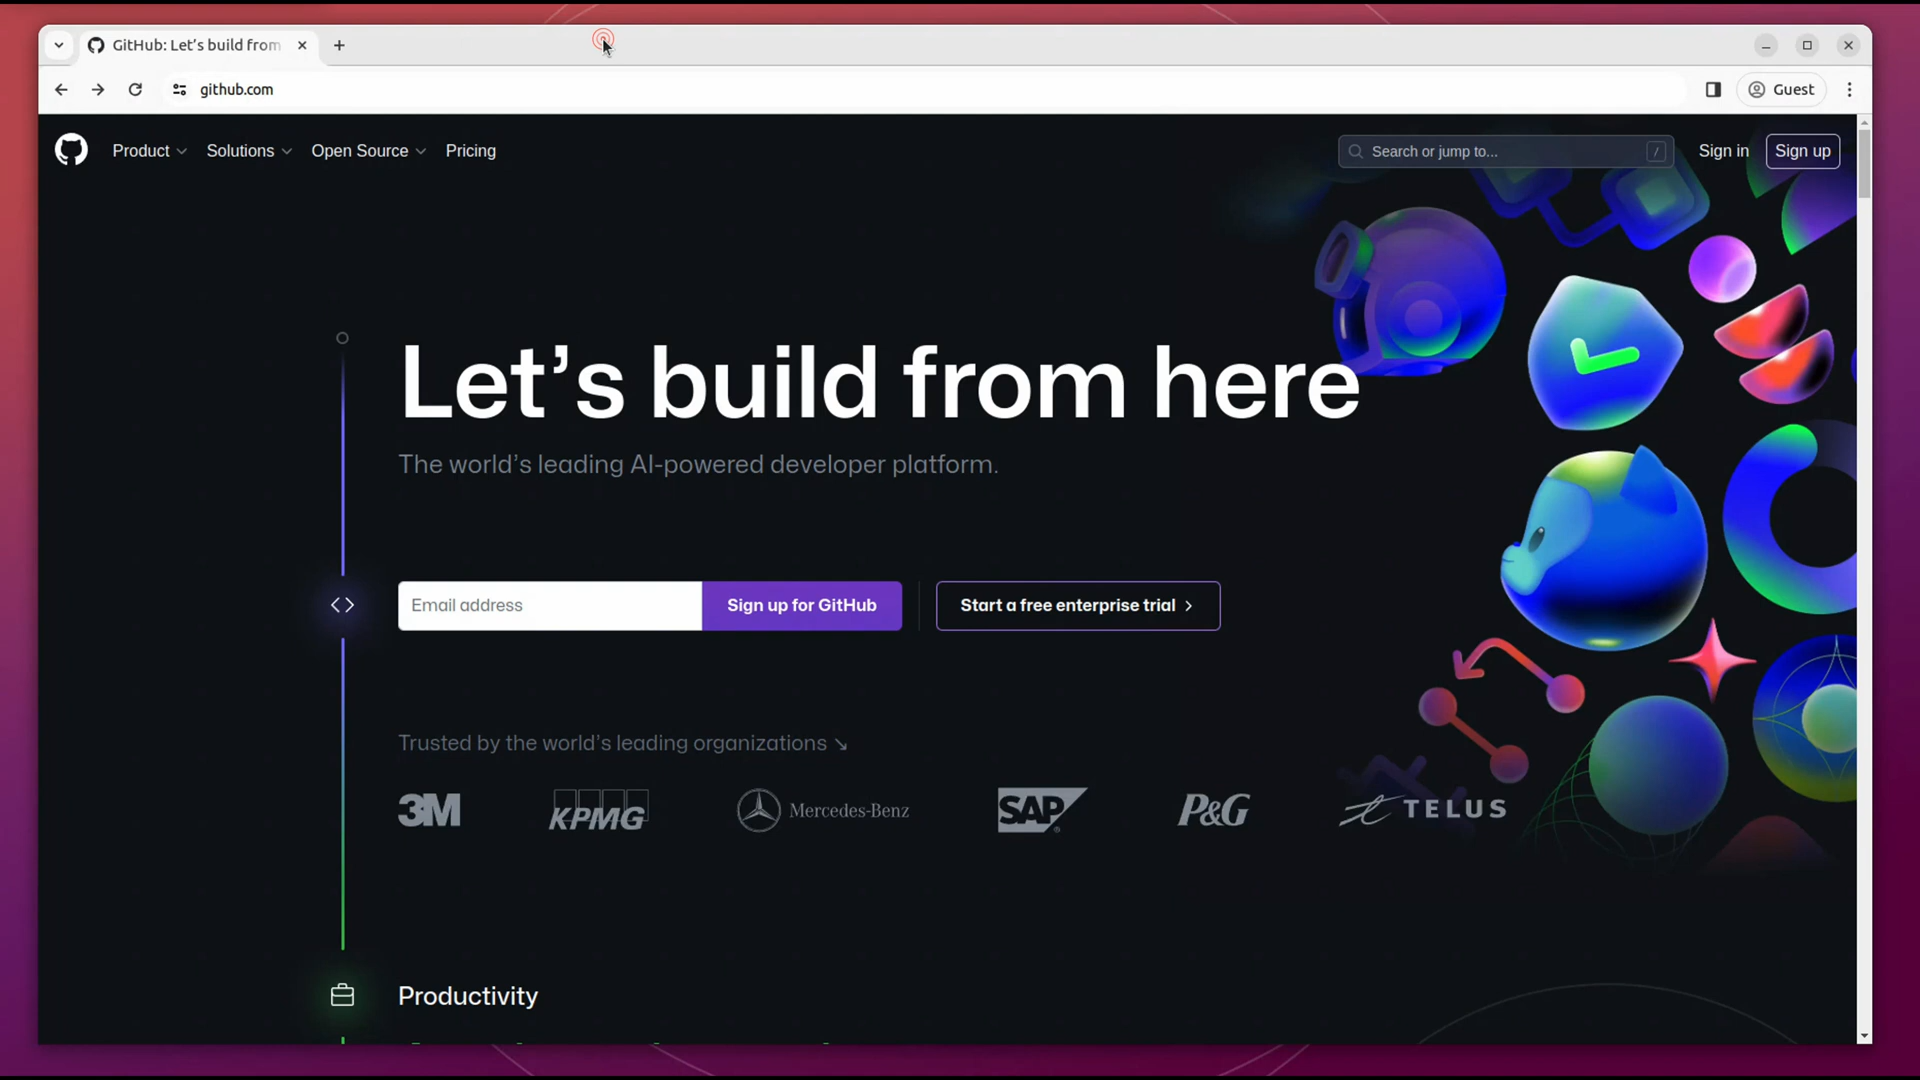 GitHub: Let’s build from
github.com
Guest
Product
Solutions
Open Source
Pricing
Search or jump to...
/
Sign in
Sign up
Let’s build from here
The world’s leading AI-powered developer platform.
Email address
Sign up for GitHub
Start a free enterprise trial
Trusted by the world’s leading organizations ↘
3M
KPMG
Mercedes-Benz
SAP
P&G
TELUS
Productivity